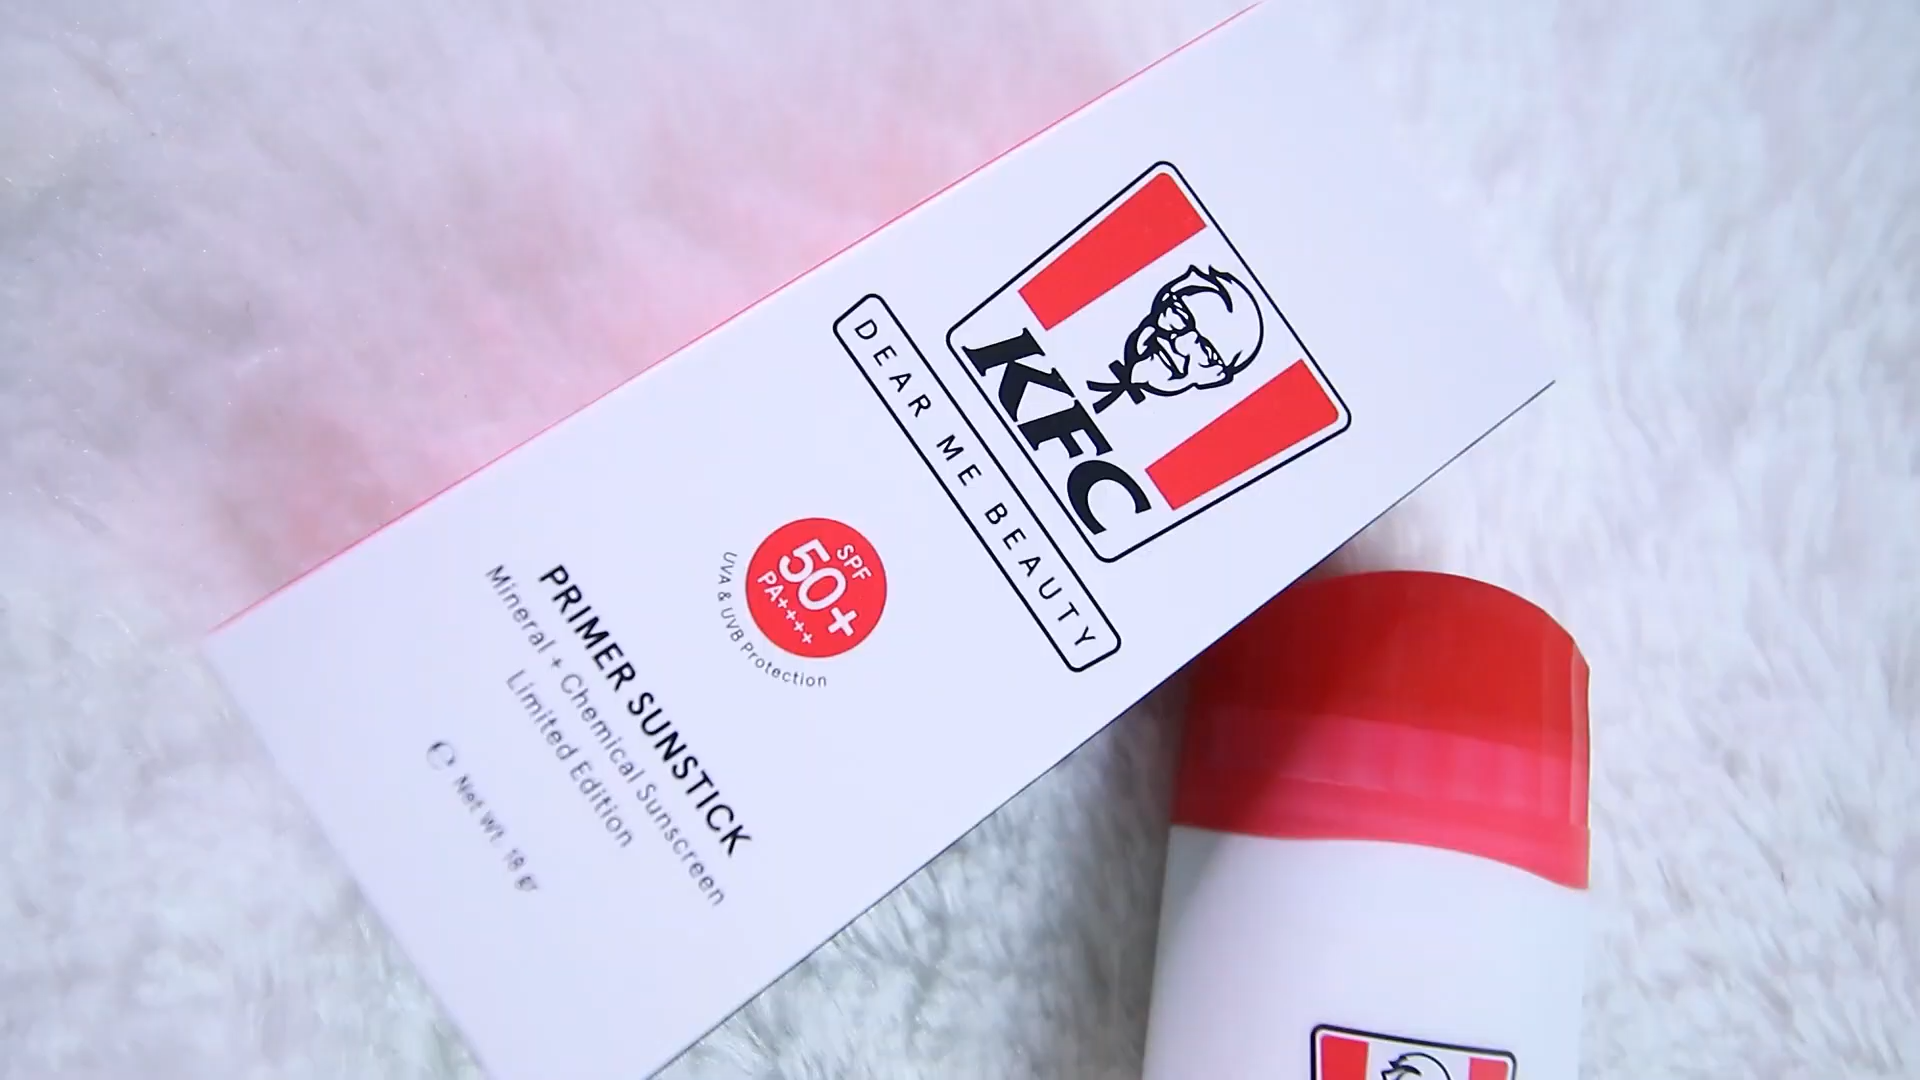 KFC
DEAR ME BEAUTY
SPF
50+
PA++++
UVA & UVB Protection
PRIMER SUNSTICK
Mineral + Chemical Sunscreen
Limited Edition
Net Wt. 18 gr